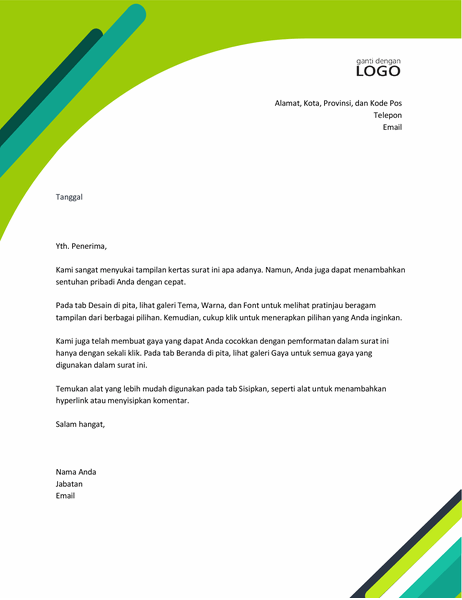 ganti dengan
LOGO
Alamat, Kota, Provinsi, dan Kode Pos
Telepon
Email
Tanggal
Yth. Penerima,
Kami sangat menyukai tampilan kertas surat ini apa adanya. Namun, Anda juga dapat menambahkan
sentuhan pribadi Anda dengan cepat.
Pada tab Desain di pita, lihat galeri Tema, Warna, dan Font untuk melihat pratinjau beragam
tampilan dari berbagai pilihan. Kemudian, cukup klik untuk menerapkan pilihan yang Anda inginkan.
Kami juga telah membuat gaya yang dapat Anda cocokkan dengan pemformatan dalam surat ini
hanya dengan sekali klik. Pada tab Beranda di pita, lihat galeri Gaya untuk semua gaya yang
digunakan dalam surat ini.
Temukan alat yang lebih mudah digunakan pada tab Sisipkan, seperti alat untuk menambahkan
hyperlink atau menyisipkan komentar.
Salam hangat,
Nama Anda
Jabatan
Email